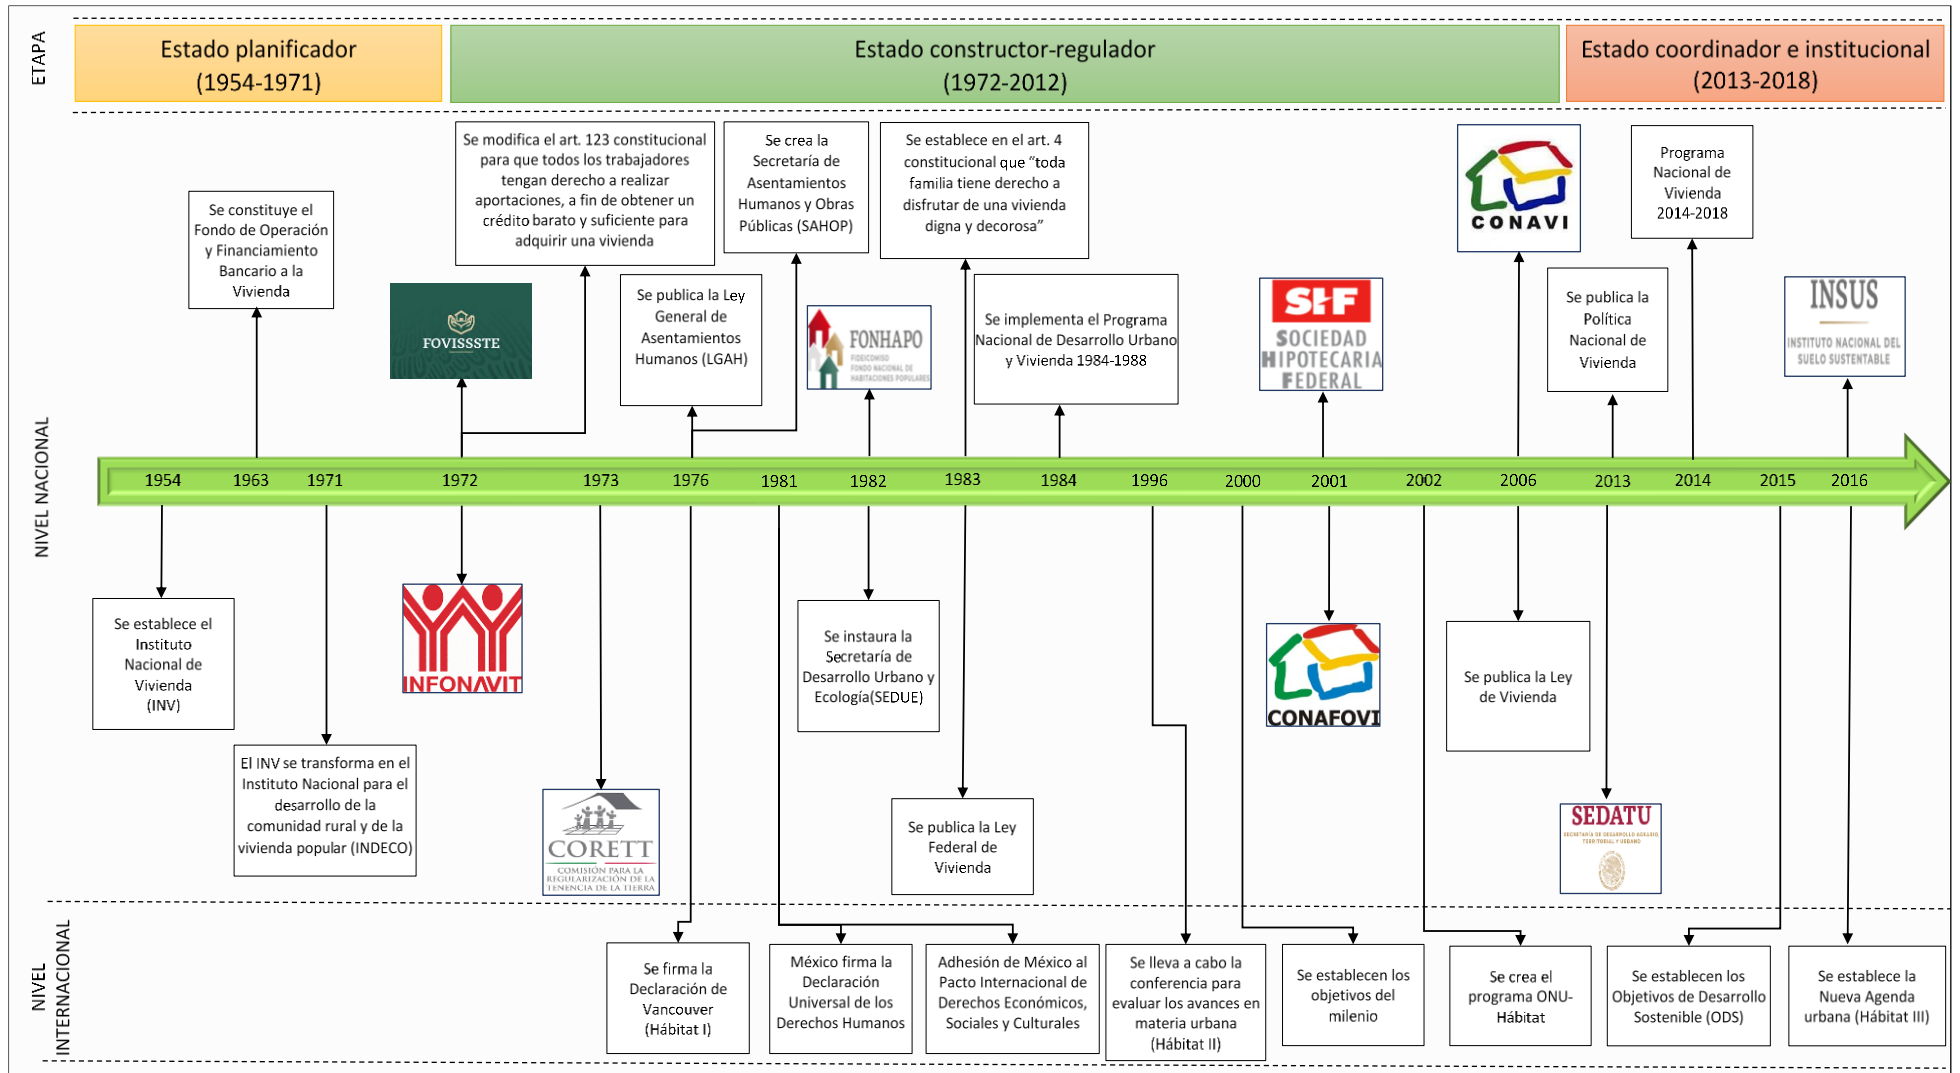 ETAPA
Estado planificador
(1954-1971)
Estado constructor-regulador
(1972-2012)
Estado coordinador e institucional
(2013-2018)
NIVEL NACIONAL
Se constituye el
Fondo de Operación
y Financiamiento
Bancario a la
Vivienda
FOVISSSTE
Se modifica el art. 123 constitucional
para que todos los trabajadores
tengan derecho a realizar
aportaciones, a fin de obtener un
crédito barato y suficiente para
adquirir una vivienda
Se publica la Ley
General de
Asentamientos
Humanos (LGAH)
Se crea la
Secretaría de
Asentamientos
Humanos y Obras
Públicas (SAHOP)
FONHAPO
FIDEICOMISO
FONDO NACIONAL DE
HABITACIONES POPULARES
Se establece en el art. 4
constitucional que “toda
familia tiene derecho a
disfrutar de una vivienda
digna y decorosa”
Se implementa el Programa
Nacional de Desarrollo Urbano
y Vivienda 1984-1988
SHF
SOCIEDAD
HIPOTECARIA
FEDERAL
CONAVI
Se publica la
Política
Nacional de
Vivienda
Programa
Nacional de
Vivienda
2014-2018
INSUS
INSTITUTO NACIONAL DEL
SUELO SUSTENTABLE
1954
1963
1971
1972
1973
1976
1981
1982
1983
1984
1996
2000
2001
2002
2006
2013
2014
2015
2016
Se establece el
Instituto
Nacional de
Vivienda
(INV)
El INV se transforma en el
Instituto Nacional para el
desarrollo de la
comunidad rural y de la
vivienda popular (INDECO)
INFONAVIT
CORETT
COMISIÓN PARA LA
REGULARIZACIÓN DE LA
TENENCIA DE LA TIERRA
Se instaura la
Secretaría de
Desarrollo Urbano y
Ecología(SEDUE)
Se publica la Ley
Federal de
Vivienda
CONAFOVI
Se publica la Ley
de Vivienda
SEDATU
SECRETARÍA DE DESARROLLO AGRARIO,
TERRITORIAL Y URBANO
NIVEL
INTERNACIONAL
Se firma la
Declaración de
Vancouver
(Hábitat I)
México firma la
Declaración
Universal de los
Derechos Humanos
Adhesión de México al
Pacto Internacional de
Derechos Económicos,
Sociales y Culturales
Se lleva a cabo la
conferencia para
evaluar los avances en
materia urbana
(Hábitat II)
Se establecen los
objetivos del
milenio
Se crea el
programa ONU-
Hábitat
Se establecen los
Objetivos de Desarrollo
Sostenible (ODS)
Se establece la
Nueva Agenda
urbana (Hábitat III)